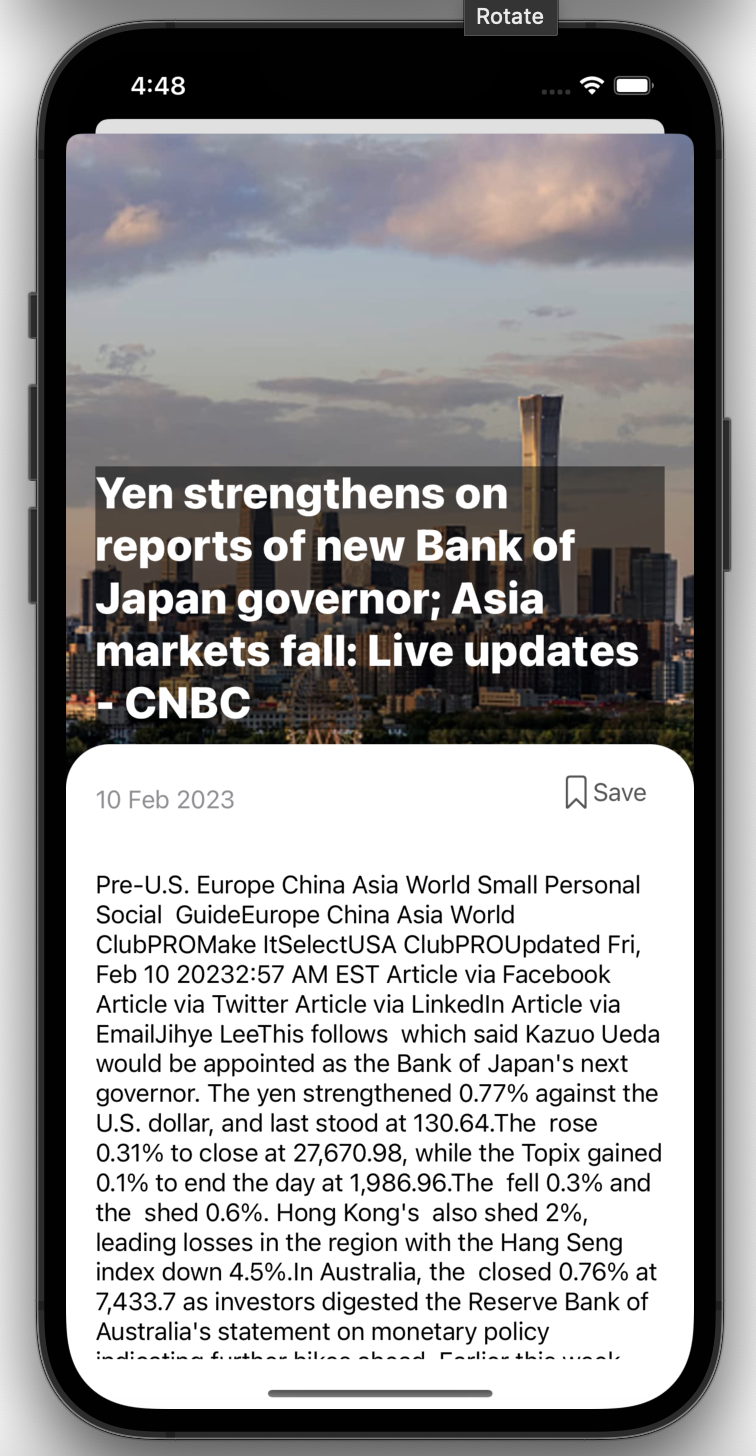 Rotate
4:48
Yen strengthens on
reports of new Bank of
Japan governor; Asia
markets fall: Live updates
- CNBC
10 Feb 2023
Save
Pre-U.S. Europe China Asia World Small Personal
Social  GuideEurope China Asia World
ClubPROMake ItSelectUSA ClubPROUpdated Fri,
Feb 10 20232:57 AM EST Article via Facebook
Article via Twitter Article via LinkedIn Article via
EmailJihye LeeThis follows  which said Kazuo Ueda
would be appointed as the Bank of Japan's next
governor. The yen strengthened 0.77% against the
U.S. dollar, and last stood at 130.64.The  rose
0.31% to close at 27,670.98, while the Topix gained
0.1% to end the day at 1,986.96.The  fell 0.3% and
the  shed 0.6%. Hong Kong's  also shed 2%,
leading losses in the region with the Hang Seng
index down 4.5%.In Australia, the  closed 0.76% at
7,433.7 as investors digested the Reserve Bank of
Australia's statement on monetary policy
indicating further hikes ahead. Earlier this week,